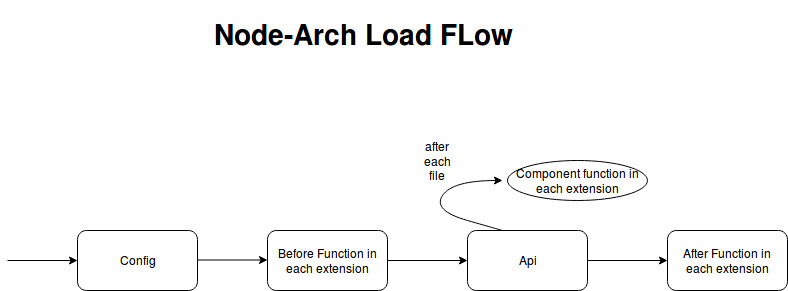 Node-Arch Load FLow
after
each
file
Component function in
each extension
Config
Before Function in
each extension
Api
After Function in
each extension